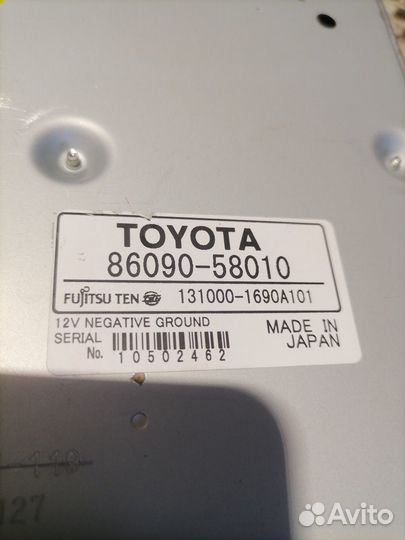 TOYOTA
86090-58010
FUJITSU TEN 131000-1690A101
12V NEGATIVE GROUND
SERIAL No. 10502462
MADE IN JAPAN
110
127
Avito